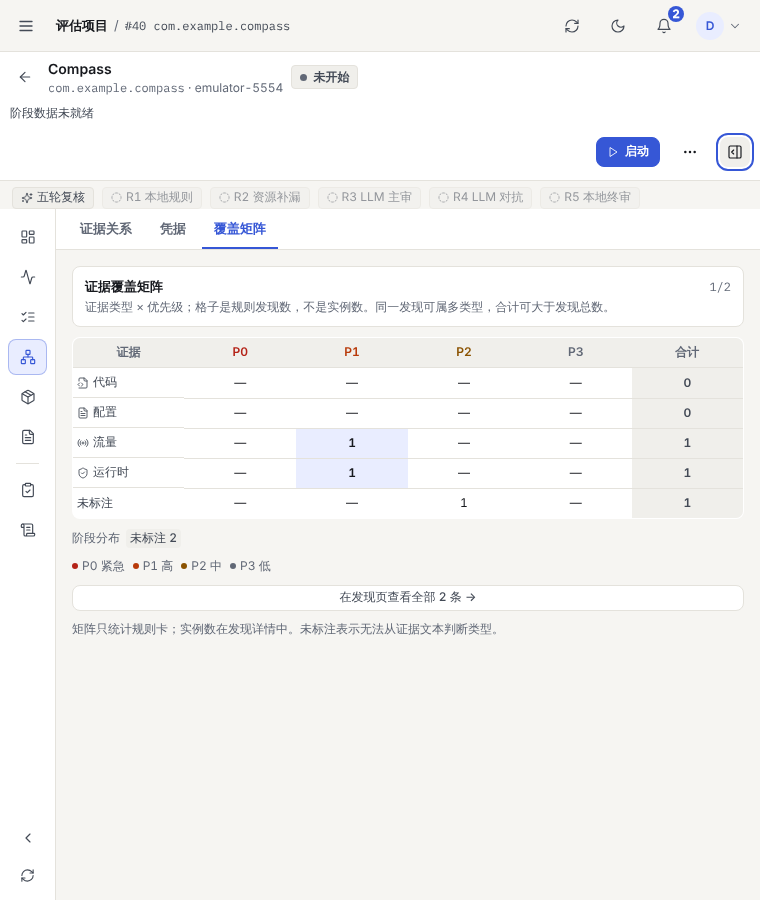 评估项目 / #40 com.example.compass
2
D
Compass
com.example.compass · emulator-5554
未开始
阶段数据未就绪
启动
五轮复核 R1 本地规则 R2 资源补漏 R3 LLM 主审 R4 LLM 对抗 R5 本地终审
证据关系 凭据 覆盖矩阵
证据覆盖矩阵 1/2
证据类型 × 优先级；格子是规则发现数，不是实例数。同一发现可属多类型，合计可大于发现总数。
证据 P0 P1 P2 P3 合计
代码 — — — — 0
配置 — — — — 0
流量 — 1 — — 1
运行时 — 1 — — 1
未标注 — — 1 — 1
阶段分布 未标注 2
P0 紧急 P1 高 P2 中 P3 低
在发现页查看全部 2 条 →
矩阵只统计规则卡；实例数在发现详情中。未标注表示无法从证据文本判断类型。